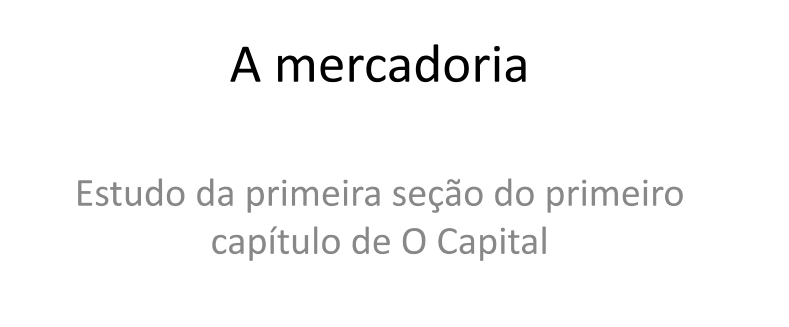 A mercadoria
Estudo da primeira seção do primeiro
capítulo de O Capital